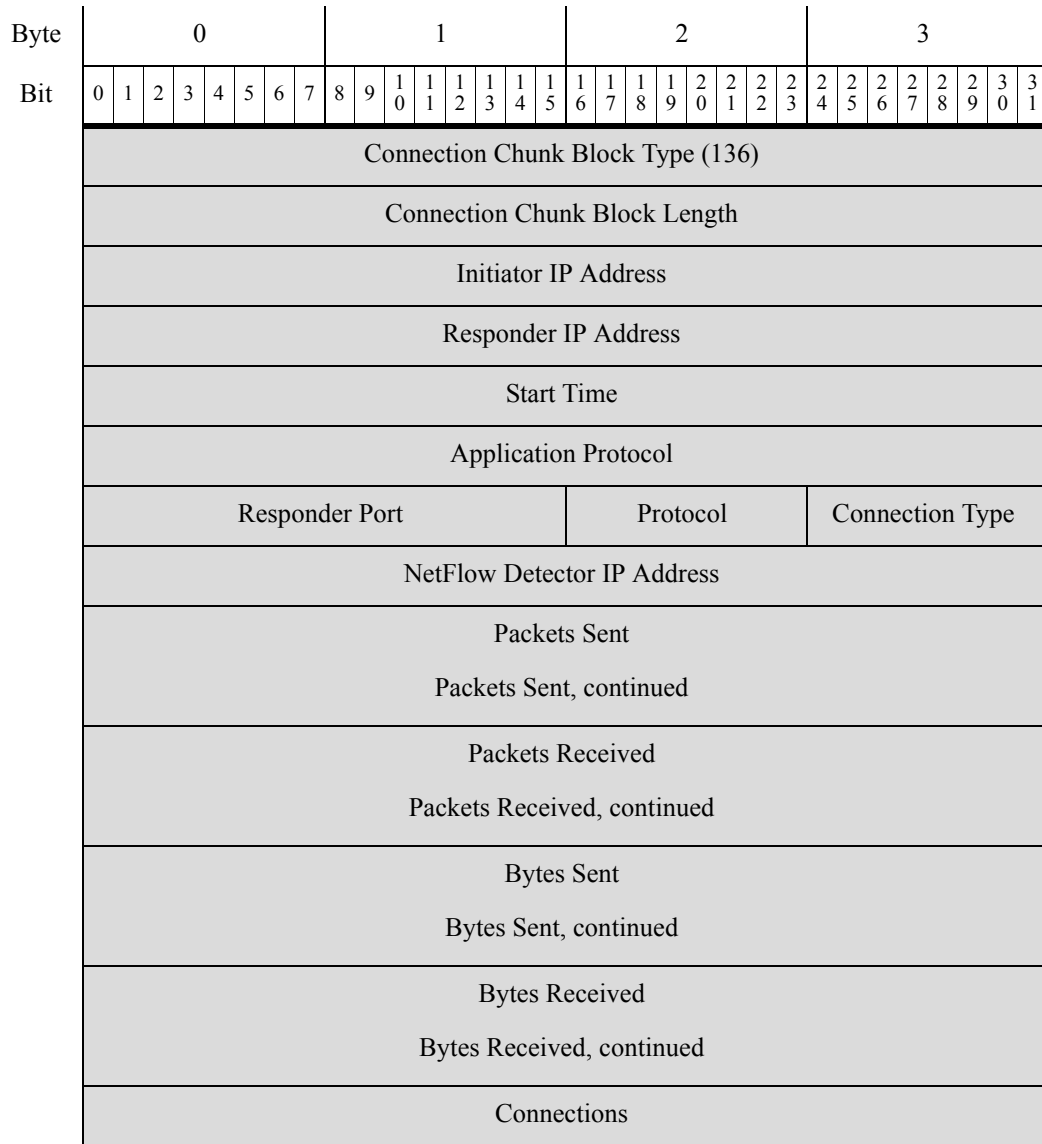 Byte 0 1 2 3
Bit 0 1 2 3 4 5 6 7 8 9 10 11 12 13 14 15 16 17 18 19 20 21 22 23 24 25 26 27 28 29 30 31
Connection Chunk Block Type (136)
Connection Chunk Block Length
Initiator IP Address
Responder IP Address
Start Time
Application Protocol
Responder Port Protocol Connection Type
NetFlow Detector IP Address
Packets Sent
Packets Sent, continued
Packets Received
Packets Received, continued
Bytes Sent
Bytes Sent, continued
Bytes Received
Bytes Received, continued
Connections